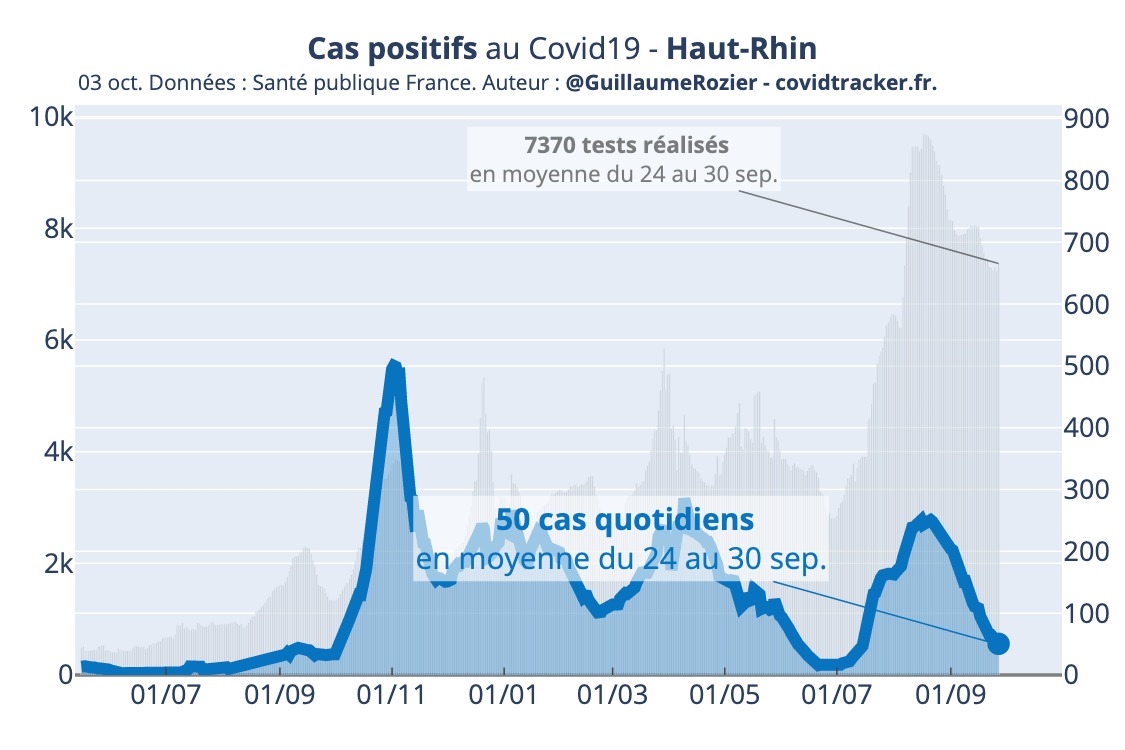 Cas positifs au Covid19 - Haut-Rhin
03 oct. Données : Santé publique France. Auteur : @GuillaumeRozier - covidtracker.fr.
10k
900
7370 tests réalisés
en moyenne du 24 au 30 sep.
800
8k
700
600
6k
500
400
4k
300
50 cas quotidiens
en moyenne du 24 au 30 sep.
200
2k
100
0
0
01/07 01/09 01/11 01/01 01/03 01/05 01/07 01/09